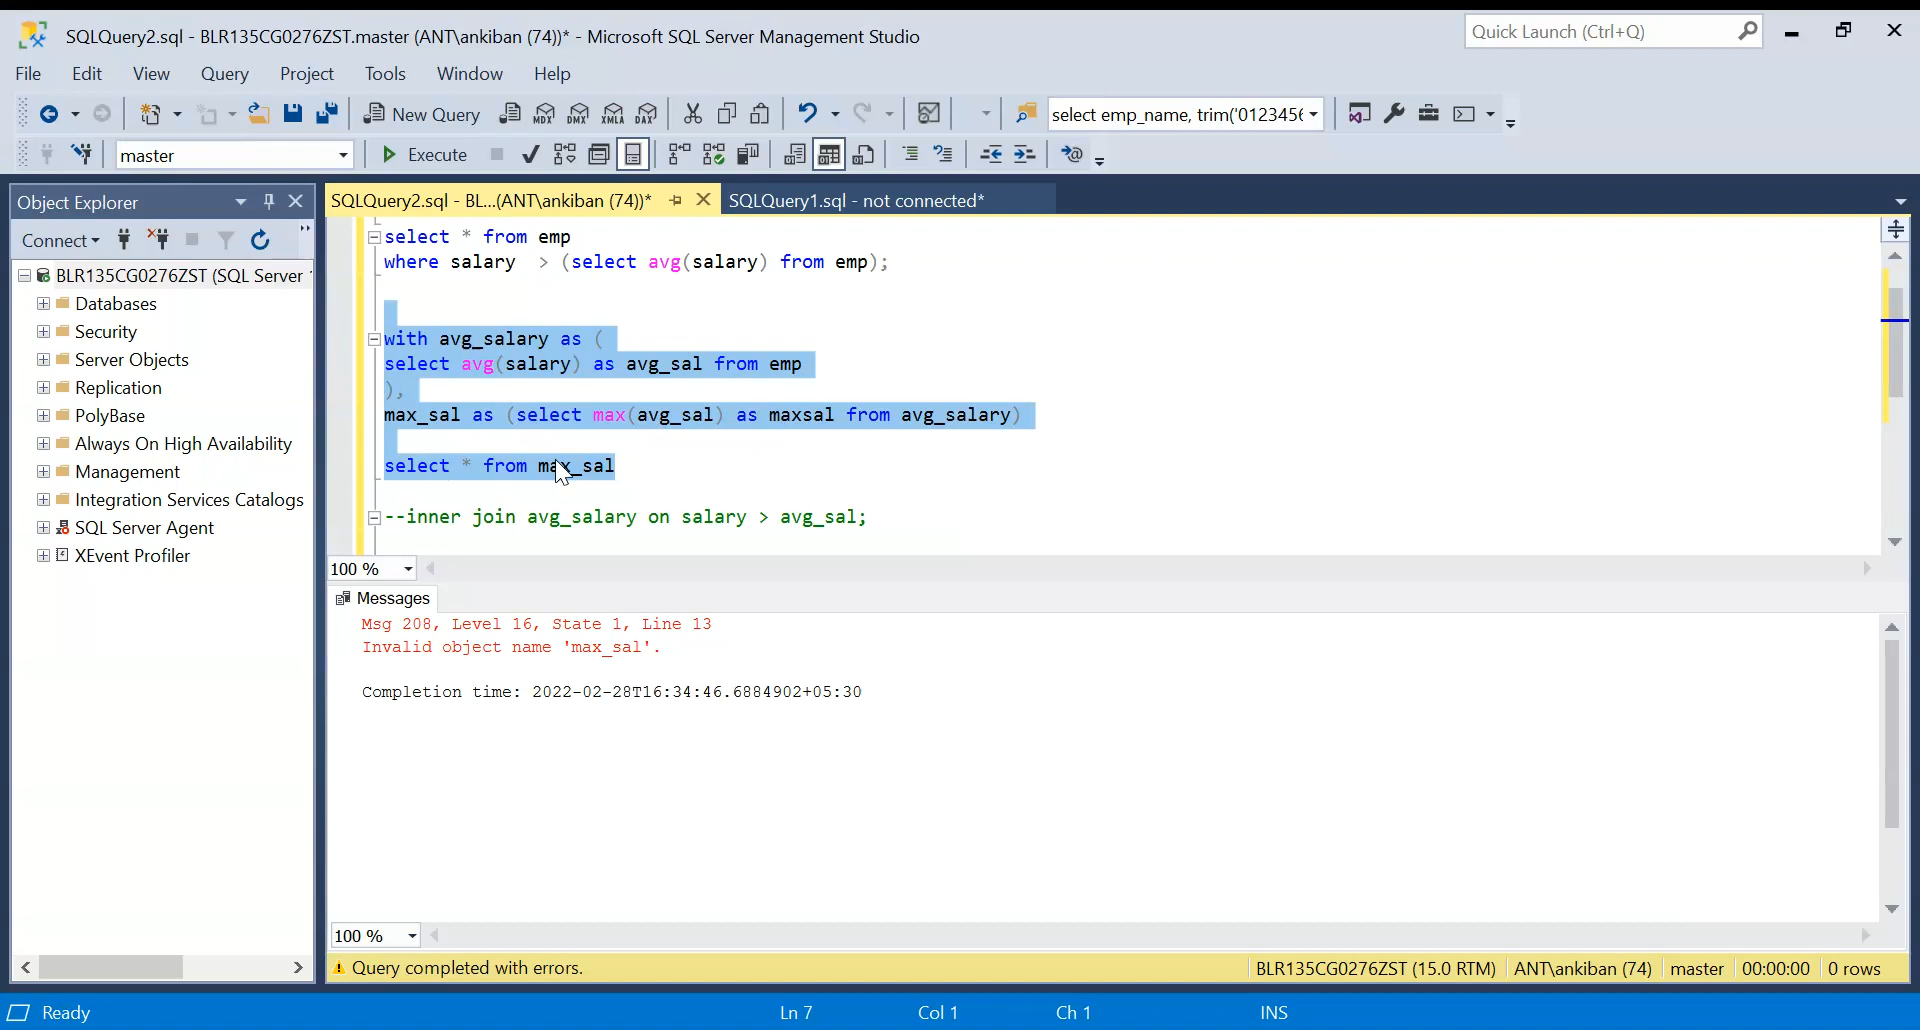 SQLQuery2.sql - BLR135CG0276ZST.master (ANT\ankiban (74))* - Microsoft SQL Server Management Studio
Quick Launch (Ctrl+Q)
File Edit View Query Project Tools Window Help
New Query MDX DMX XMLA DAX select emp_name, trim('0123456
master Execute
Object Explorer
SQLQuery2.sql - BL...(ANT\ankiban (74))* SQLQuery1.sql - not connected*
Connect
BLR135CG0276ZST (SQL Server
Databases
Security
Server Objects
Replication
PolyBase
Always On High Availability
Management
Integration Services Catalogs
SQL Server Agent
XEvent Profiler
select * from emp
where salary > (select avg(salary) from emp);
with avg_salary as (
select avg(salary) as avg_sal from emp
),
max_sal as (select max(avg_sal) as maxsal from avg_salary)
select * from max_sal
--inner join avg_salary on salary > avg_sal;
100 %
Messages
Msg 208, Level 16, State 1, Line 13
Invalid object name 'max_sal'.
Completion time: 2022-02-28T16:34:46.6884902+05:30
100 %
Query completed with errors. BLR135CG0276ZST (15.0 RTM) ANT\ankiban (74) master 00:00:00 0 rows
Ready Ln 7 Col 1 Ch 1 INS